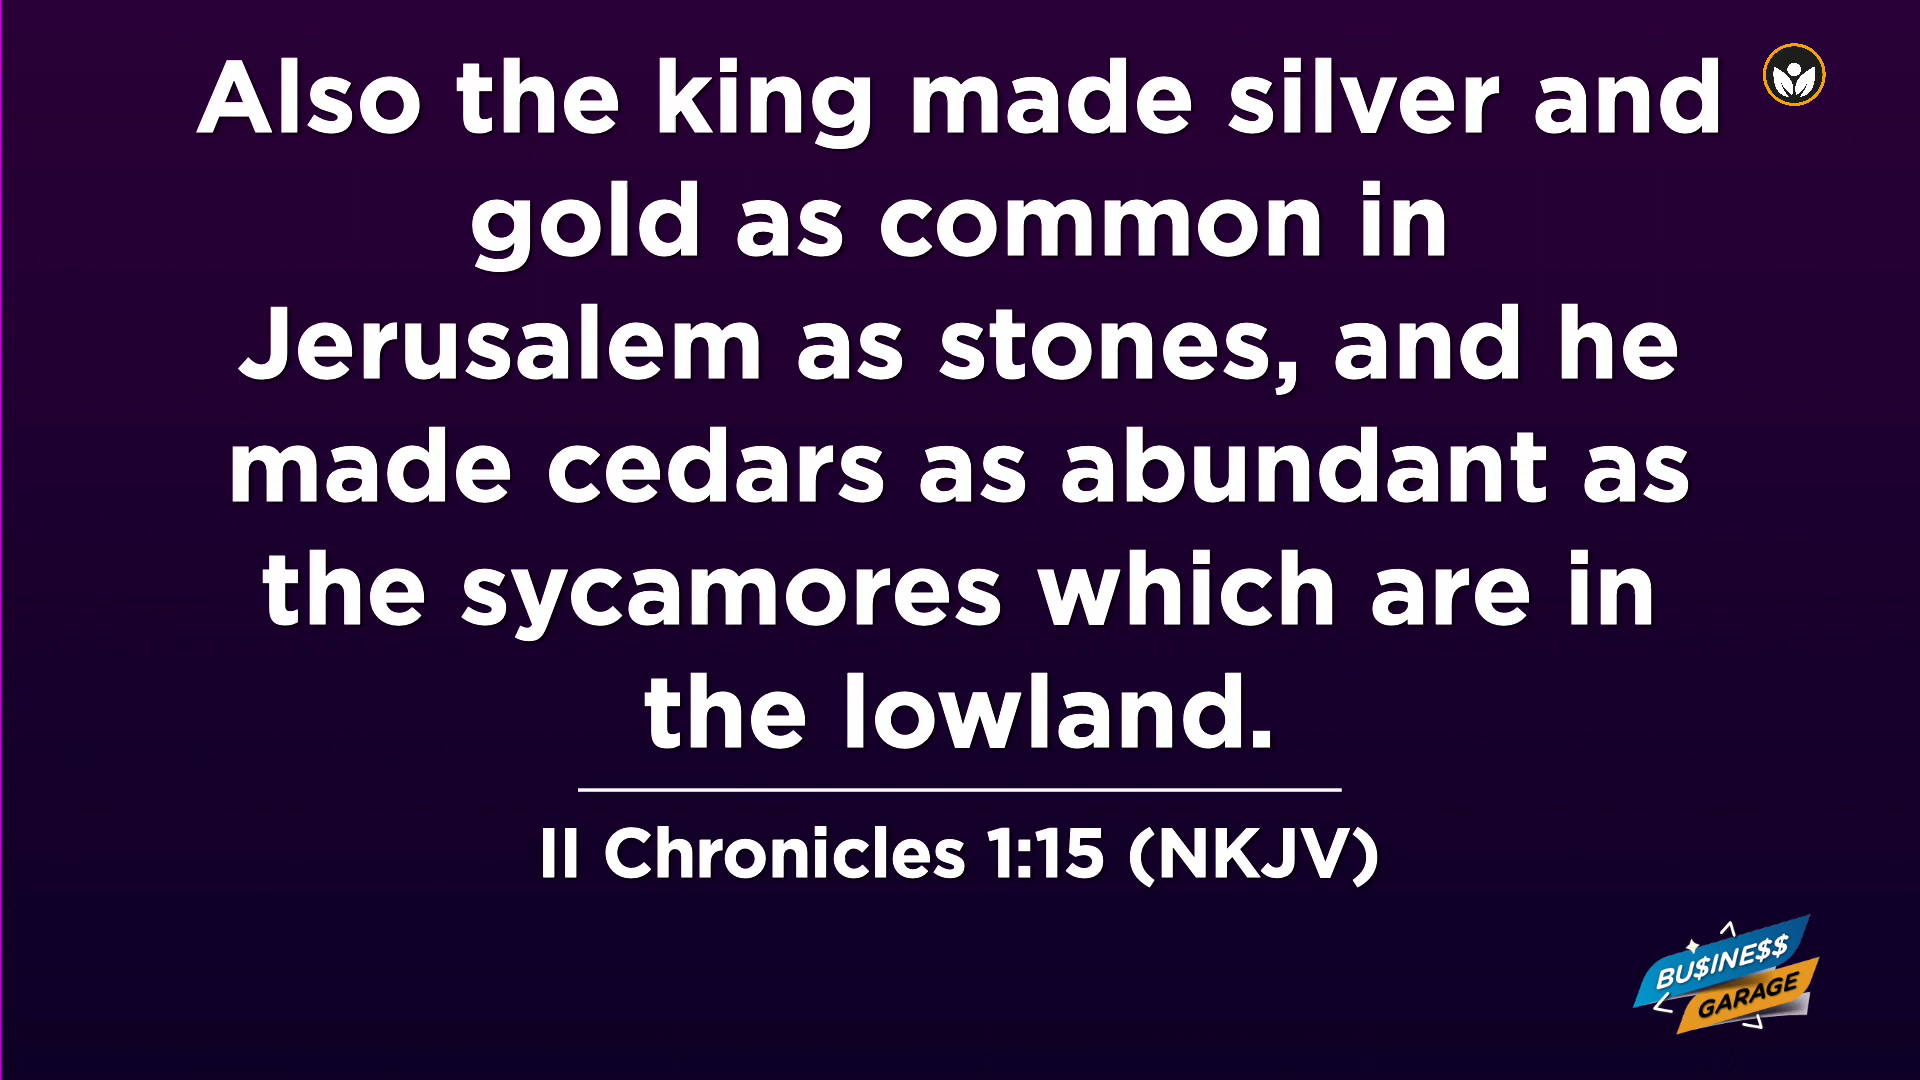 Also the king made silver and
gold as common in
Jerusalem as stones, and he
made cedars as abundant as
the sycamores which are in
the lowland.
II Chronicles 1:15 (NKJV)
BU$INE$$
GARAGE